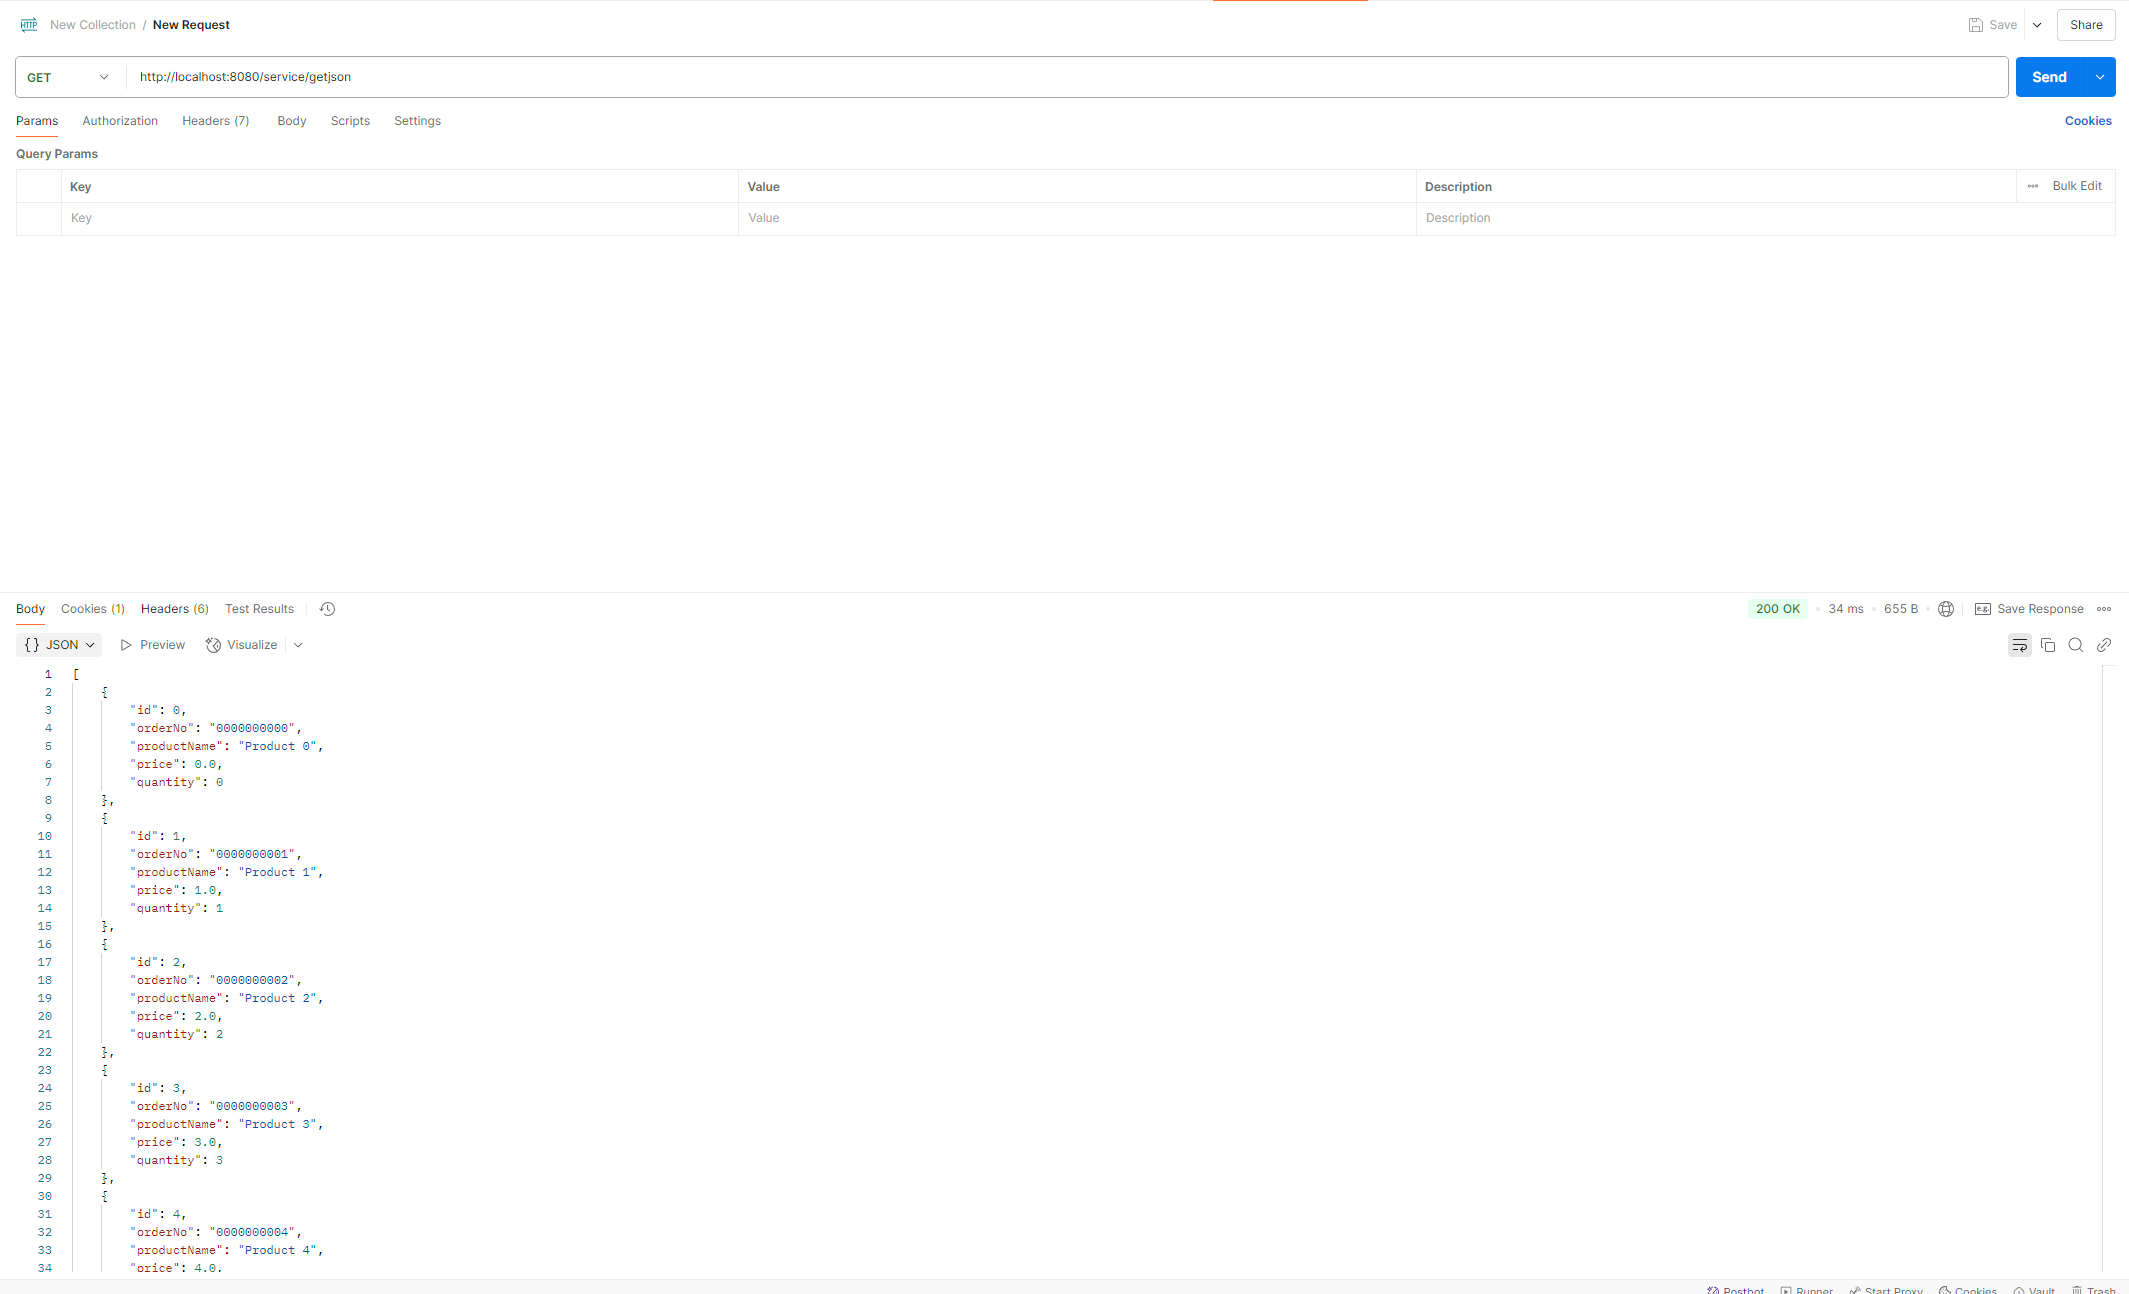 HTTP New Collection / New Request Save Share
GET http://localhost:8080/service/getjson Send
Params Authorization Headers (7) Body Scripts Settings Cookies
Query Params
Key Value Description Bulk Edit
Key Value Description
Body Cookies (1) Headers (6) Test Results 200 OK 34 ms 655 B e.g. Save Response
{} JSON Preview Visualize
1 [
2 {
3 "id": 0,
4 "orderNo": "0000000000",
5 "productName": "Product 0",
6 "price": 0.0,
7 "quantity": 0
8 },
9 {
10 "id": 1,
11 "orderNo": "0000000001",
12 "productName": "Product 1",
13 "price": 1.0,
14 "quantity": 1
15 },
16 {
17 "id": 2,
18 "orderNo": "0000000002",
19 "productName": "Product 2",
20 "price": 2.0,
21 "quantity": 2
22 },
23 {
24 "id": 3,
25 "orderNo": "0000000003",
26 "productName": "Product 3",
27 "price": 3.0,
28 "quantity": 3
29 },
30 {
31 "id": 4,
32 "orderNo": "0000000004",
33 "productName": "Product 4",
34 "price": 4.0,
Postbot Runner Start Proxy Cookies Vault Trash